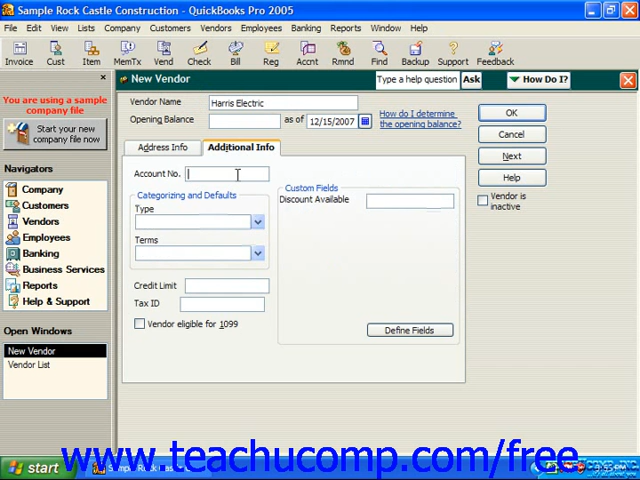 Sample Rock Castle Construction - QuickBooks Pro 2005
File Edit View Lists Company Customers Vendors Employees Banking Reports Window Help
Invoice Cust Item MemTx Vend Check Bill Reg Accnt Rmnd Find Backup Support Feedback
New Vendor Type a help question Ask How Do I?
You are using a sample
company file
Start your new
company file now
Navigators
Company
Customers
Vendors
Employees
Banking
Business Services
Reports
Help & Support
Open Windows
New Vendor
Vendor List
Vendor Name Harris Electric
Opening Balance as of 12/15/2007 How do I determine
the opening balance?
Address Info Additional Info
Account No.
Categorizing and Defaults
Type
Terms
Credit Limit
Tax ID
Vendor eligible for 1099
Custom Fields
Discount Available
Define Fields
OK
Cancel
Next
Help
Vendor is
inactive
www.teachucomp.com/free
start Sample Rock Castle